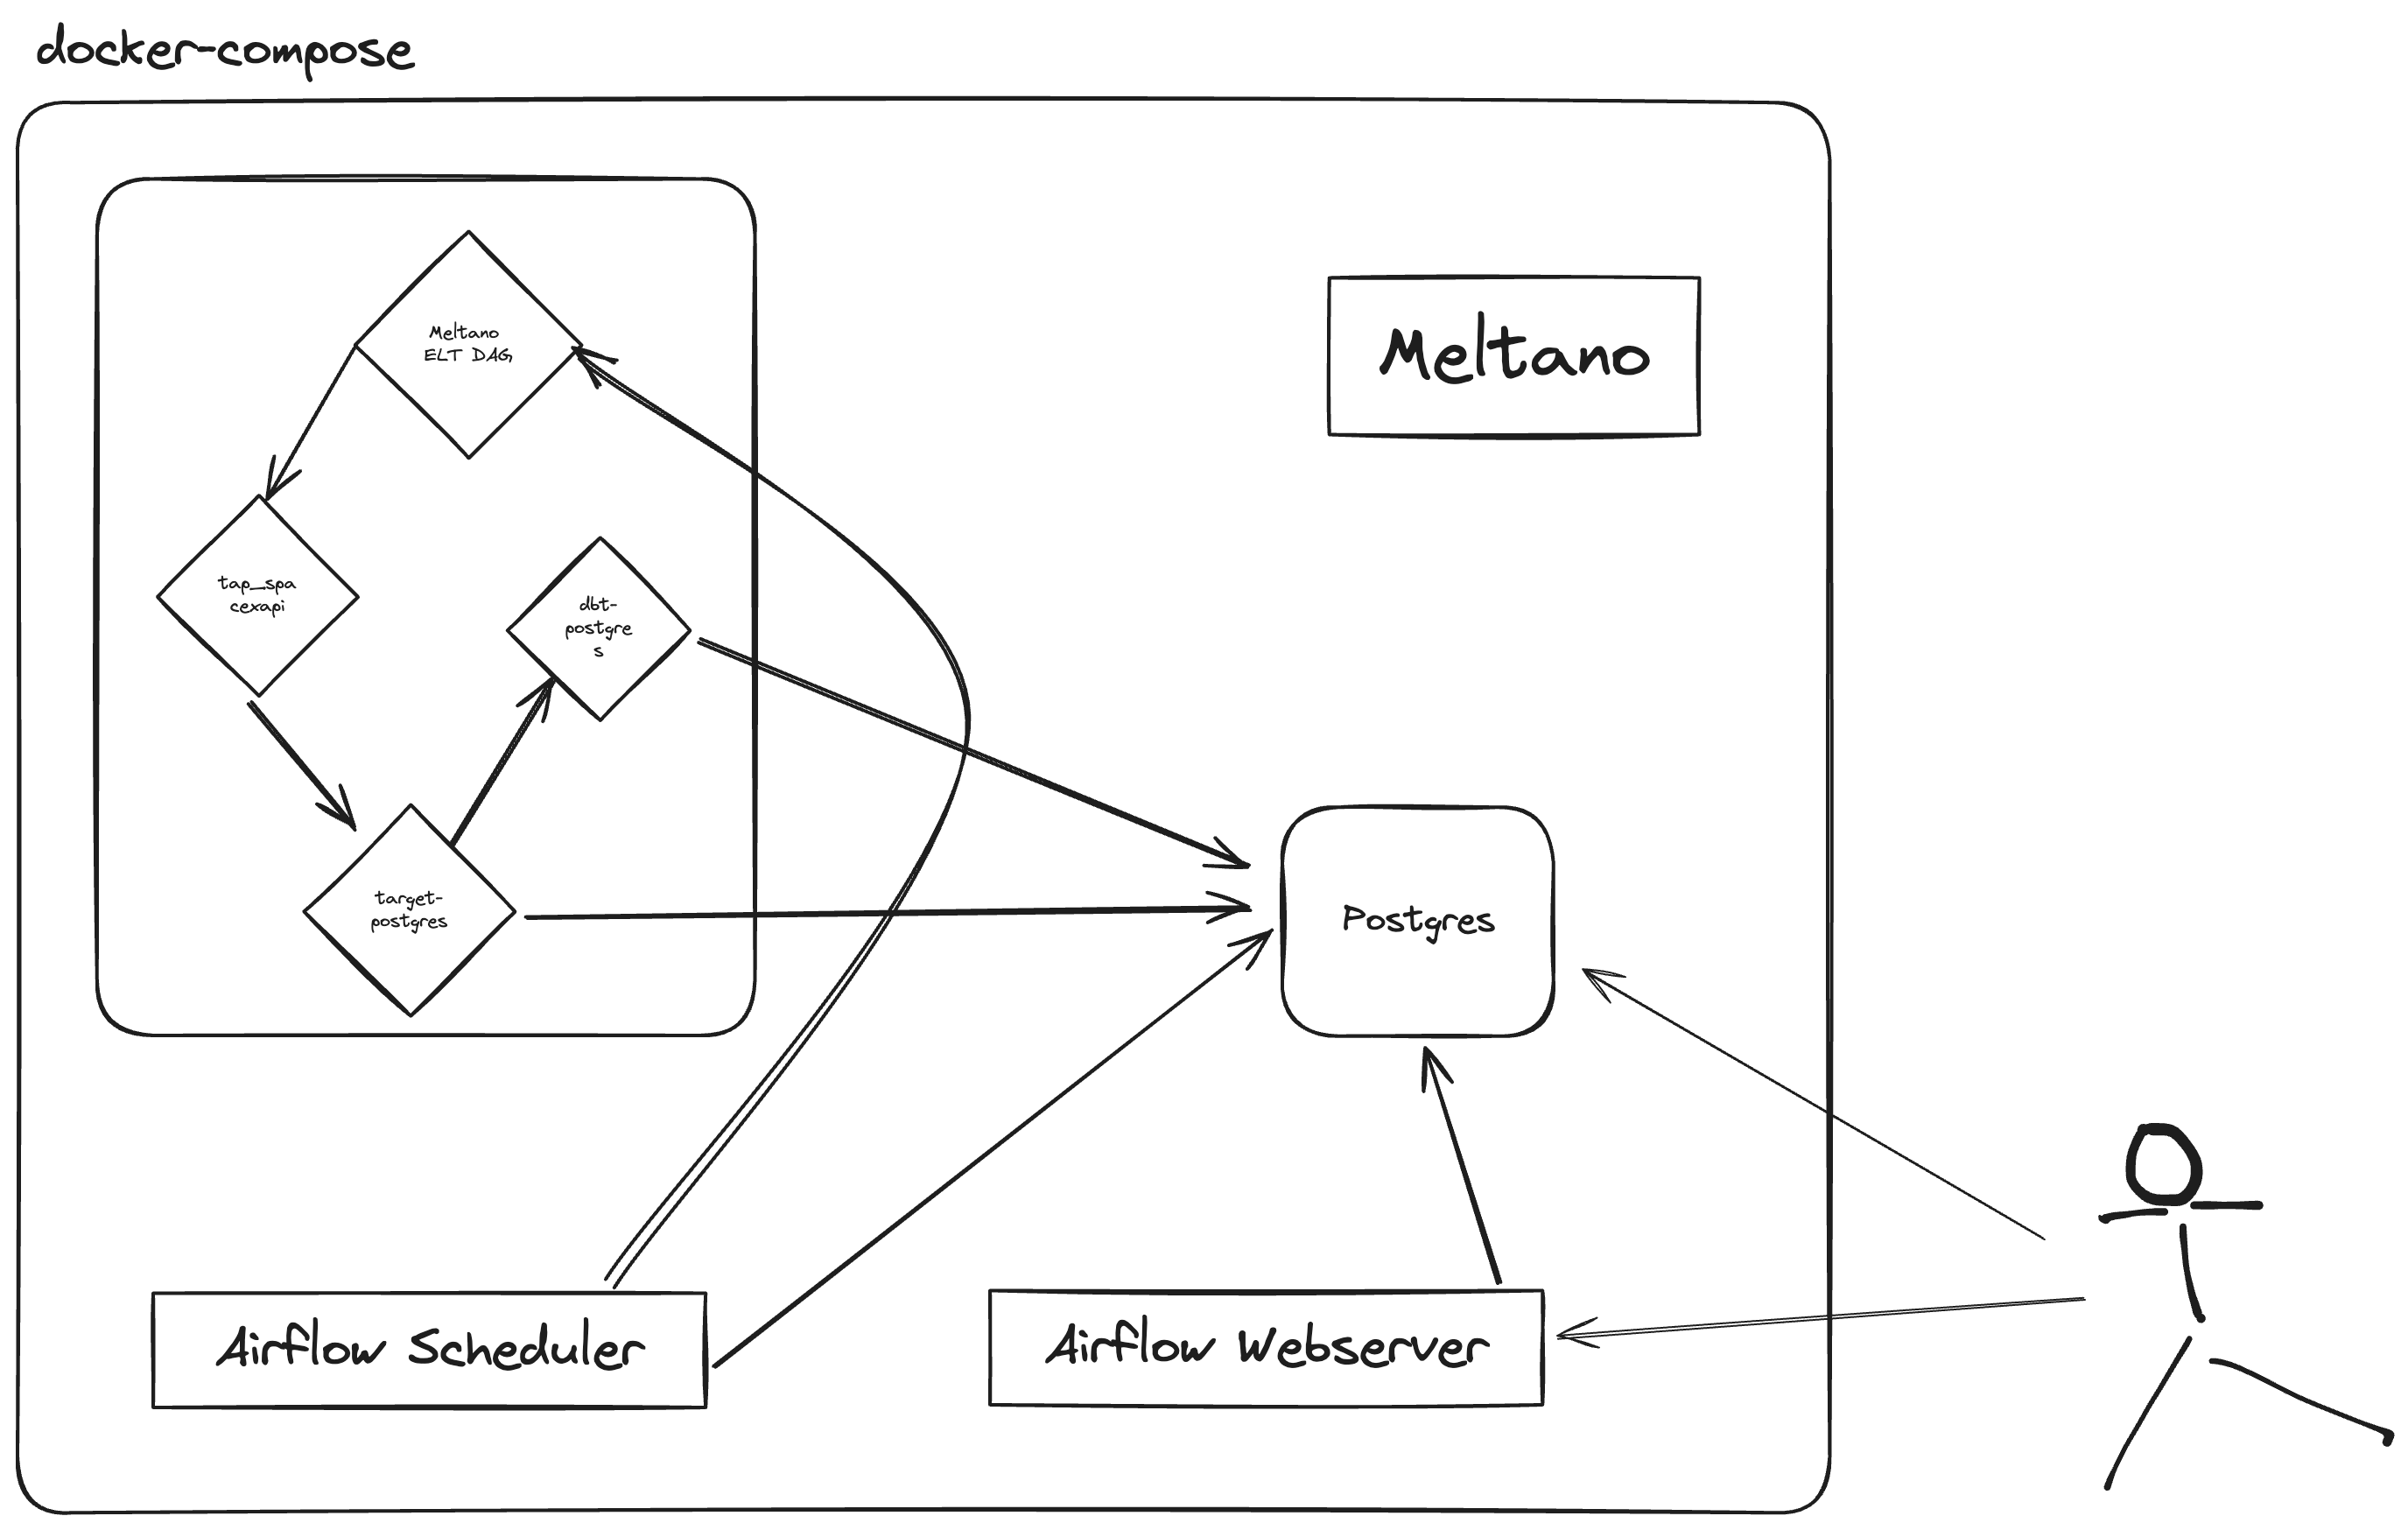 docker-compose
Meltano
ELT DAG
Meltano
tap_spa
cexapi
dbt-
postgre
s
target-
postgres
Postgres
Airflow Scheduler
Airflow Webserver